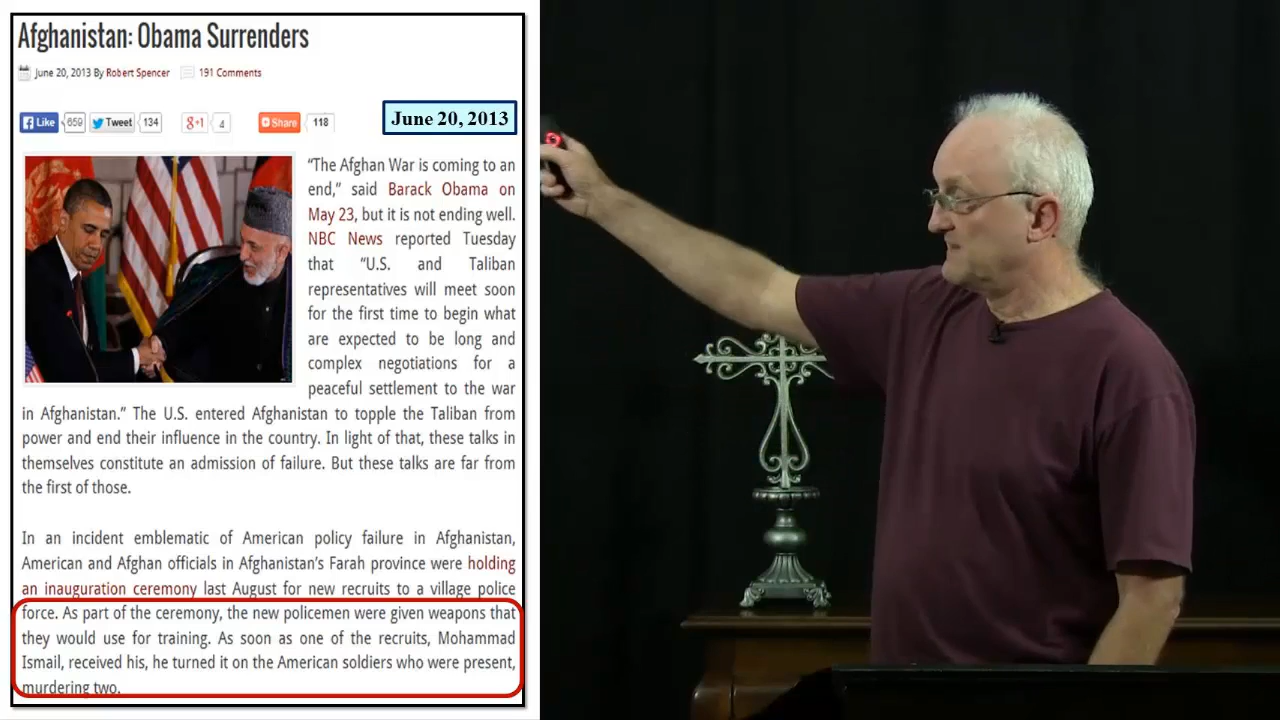 Afghanistan: Obama Surrenders
June 20, 2013 By Robert Spencer 191 Comments
Like 659 Tweet 134 g+1 4 Share 118
June 20, 2013
“The Afghan War is coming to an
end,” said Barack Obama on
May 23, but it is not ending well.
NBC News reported Tuesday
that “U.S. and Taliban
representatives will meet soon
for the first time to begin what
are expected to be long and
complex negotiations for a
peaceful settlement to the war
in Afghanistan.” The U.S. entered Afghanistan to topple the Taliban from
power and end their influence in the country. In light of that, these talks in
themselves constitute an admission of failure. But these talks are far from
the first of those.
In an incident emblematic of American policy failure in Afghanistan,
American and Afghan officials in Afghanistan’s Farah province were holding
an inauguration ceremony last August for new recruits to a village police
force. As part of the ceremony, the new policemen were given weapons that
they would use for training. As soon as one of the recruits, Mohammad
Ismail, received his, he turned it on the American soldiers who were present,
murdering two.